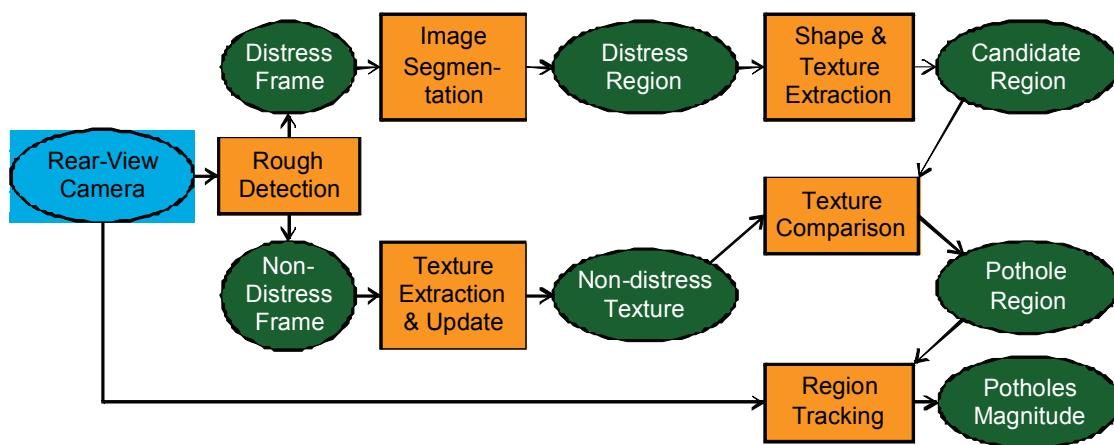 Distress
Frame
Image
Segmen-
tation
Distress
Region
Shape &
Texture
Extraction
Candidate
Region
Rear-View
Camera
Rough
Detection
Texture
Comparison
Non-
Distress
Frame
Texture
Extraction
& Update
Non-distress
Texture
Pothole
Region
Region
Tracking
Potholes
Magnitude